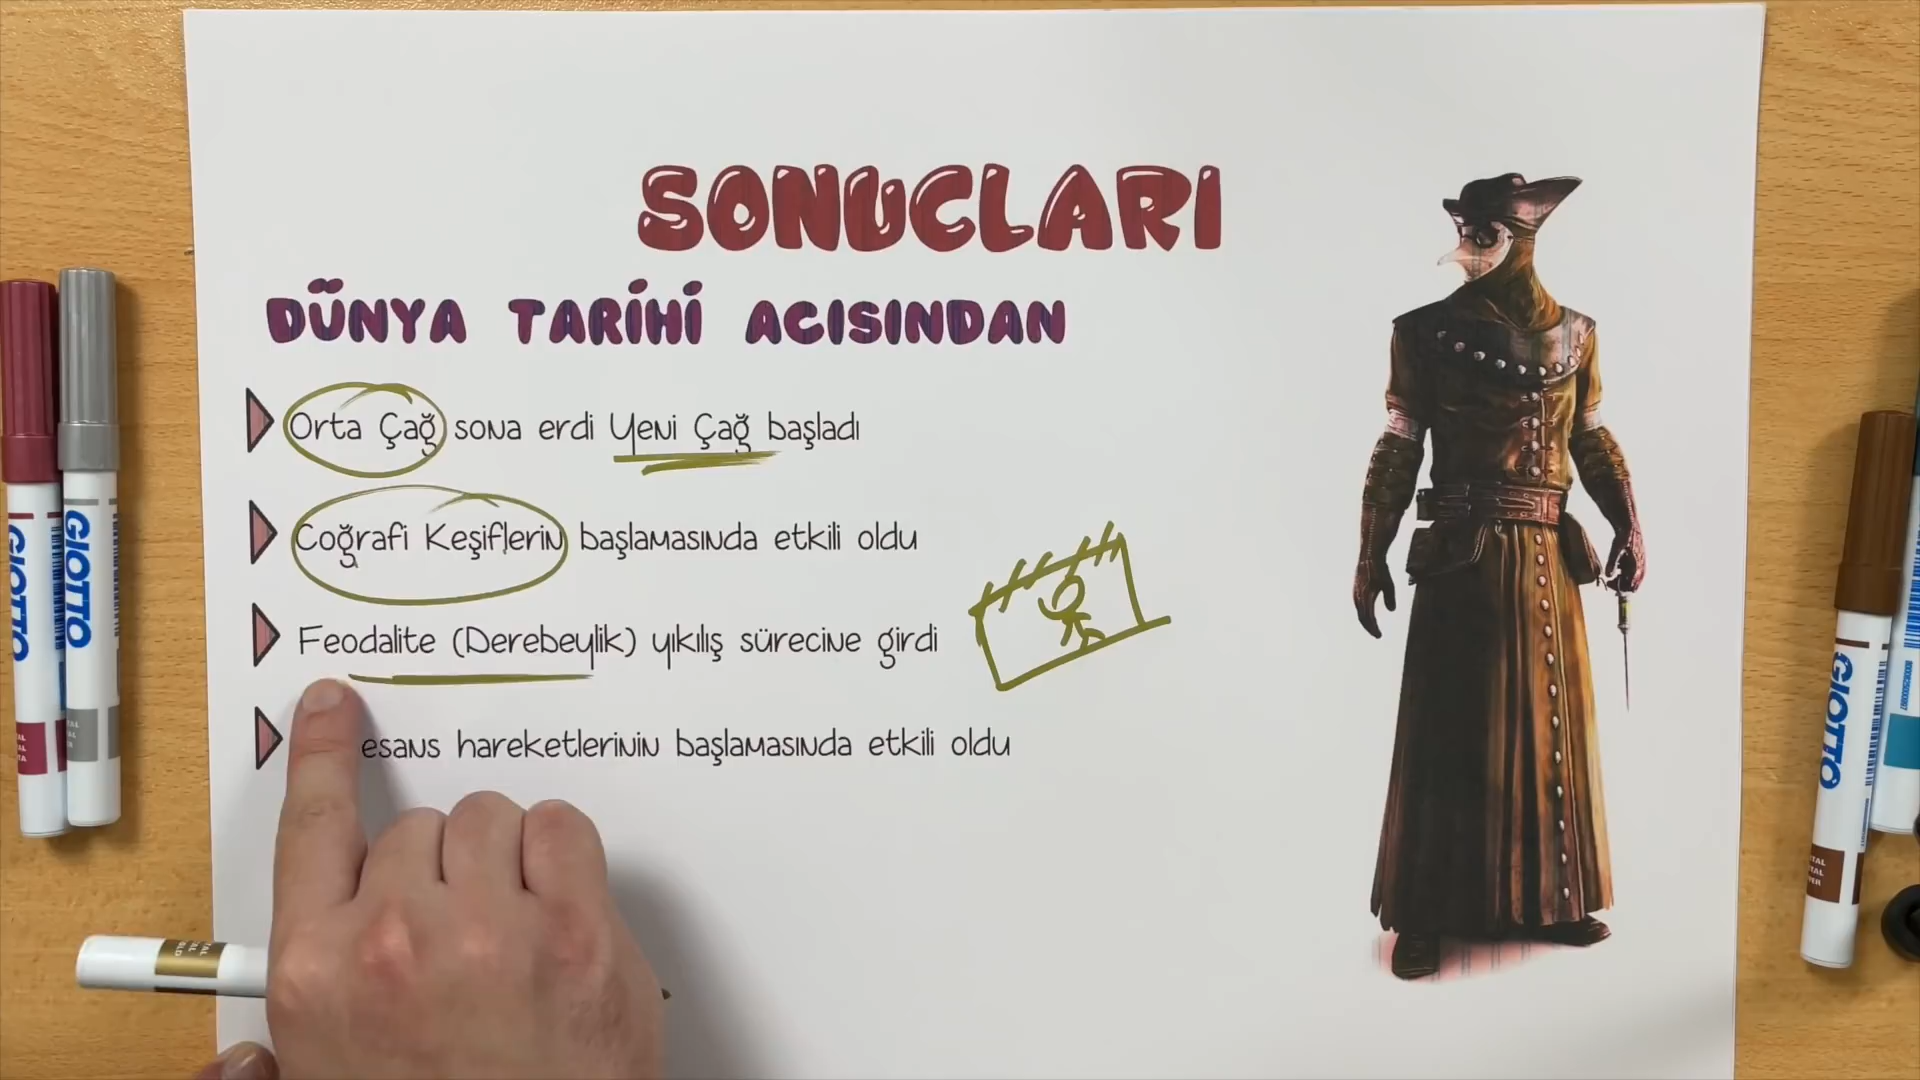 SONUCLARI
DÜNYA TARİHİ ACISINDAN
Orta Çağ sona erdi Yeni Çağ başladı
Coğrafi Keşiflerin başlamasında etkili oldu
Feodalite (Derebeylik) yıkılış sürecine girdi
esans hareketlerinin başlamasında etkili oldu
GIOTTO
GIOTTO
GIOTTO